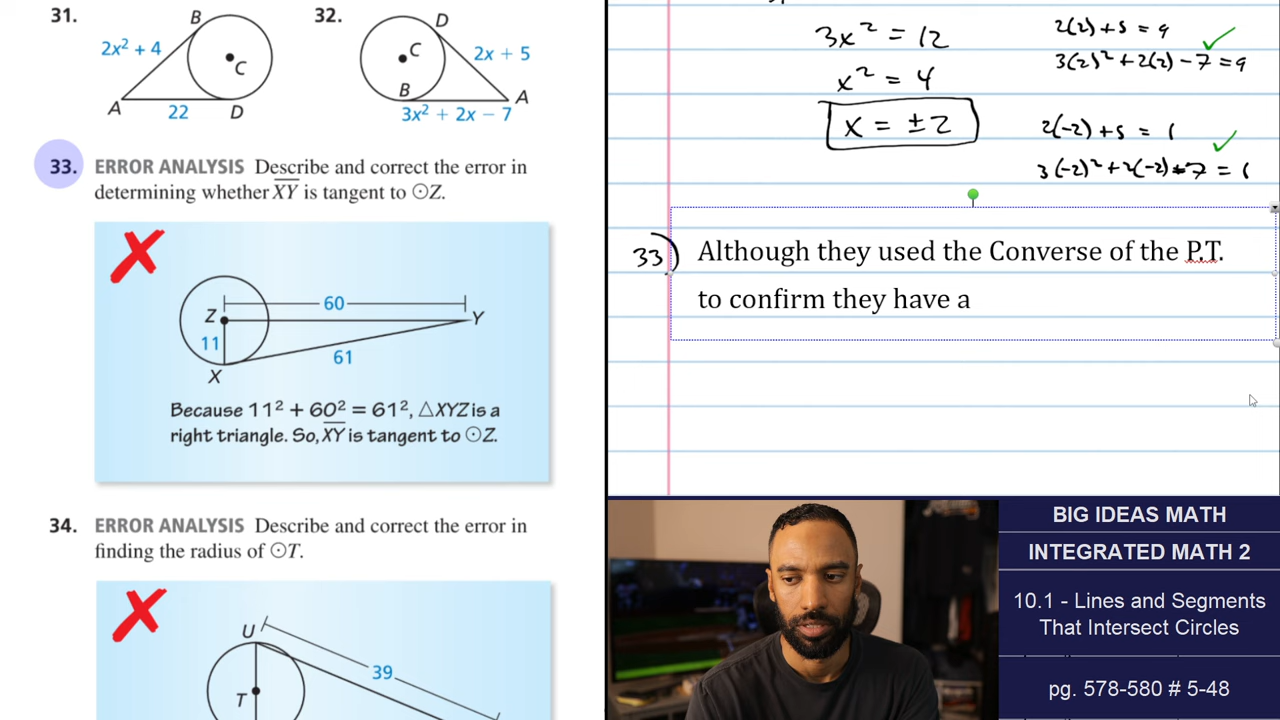 31.
B
2x² + 4
C
A
22
D
32.
D
C
2x + 5
B
A
3x² + 2x − 7
33. ERROR ANALYSIS Describe and correct the error in
determining whether XY is tangent to ⊙Z.
60
Z
Y
11
61
X
Because 11² + 60² = 61², △XYZ is a
right triangle. So, XY is tangent to ⊙Z.
34. ERROR ANALYSIS Describe and correct the error in
finding the radius of ⊙T.
U
39
T
3x² = 12
x² = 4
x = ±2
2(2)+5 = 9
3(2)² + 2(2) − 7 = 9
2(-2) + 5 = 1
3(-2)² + 2(-2) - 7 = 1
33) Although they used the Converse of the P.T.
to confirm they have a
BIG IDEAS MATH
INTEGRATED MATH 2
10.1 - Lines and Segments
That Intersect Circles
pg. 578-580 # 5-48